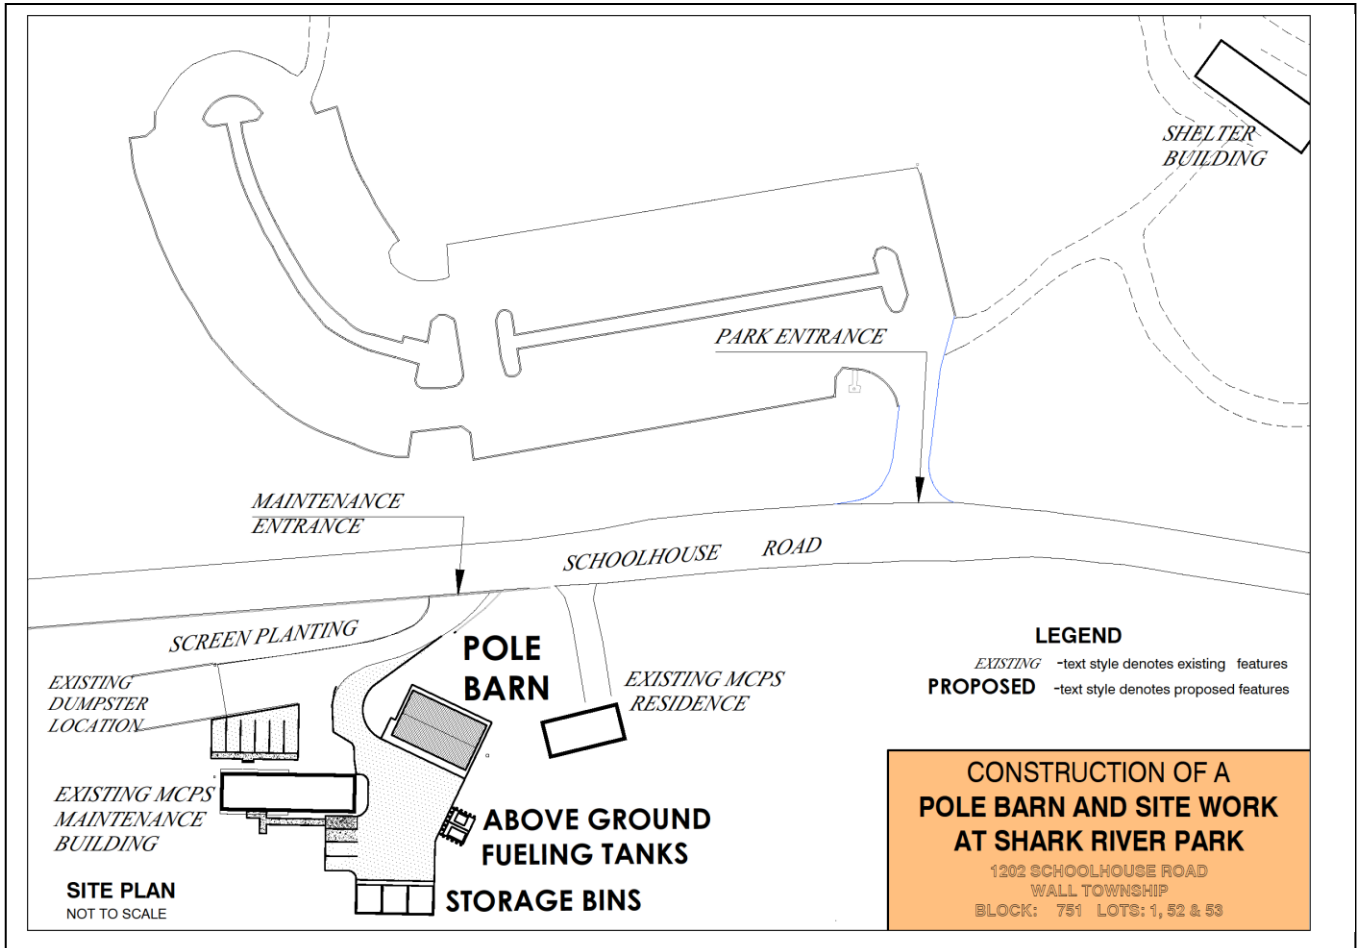 SHELTER
BUILDING
PARK ENTRANCE
MAINTENANCE
ENTRANCE
SCHOOLHOUSE ROAD
SCREEN PLANTING
POLE
BARN
EXISTING
DUMPSTER
LOCATION
EXISTING MCPS
RESIDENCE
LEGEND
EXISTING -text style denotes existing features
PROPOSED -text style denotes proposed features
EXISTING MCPS
MAINTENANCE
BUILDING
ABOVE GROUND
FUELING TANKS
STORAGE BINS
SITE PLAN
NOT TO SCALE
CONSTRUCTION OF A
POLE BARN AND SITE WORK
AT SHARK RIVER PARK
1202 SCHOOLHOUSE ROAD
WALL TOWNSHIP
BLOCK: 751 LOTS: 1, 52 & 53